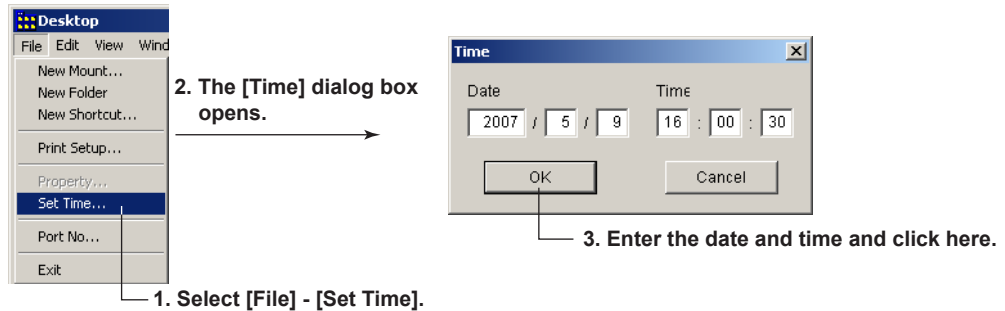 Desktop
File Edit View Wind
New Mount...
New Folder
New Shortcut...
Print Setup...
Property...
Set Time...
Port No...
Exit
1. Select [File] - [Set Time].
2. The [Time] dialog box
opens.
Time
Date Time
2007 / 5 / 9 16 : 00 : 30
OK Cancel
3. Enter the date and time and click here.